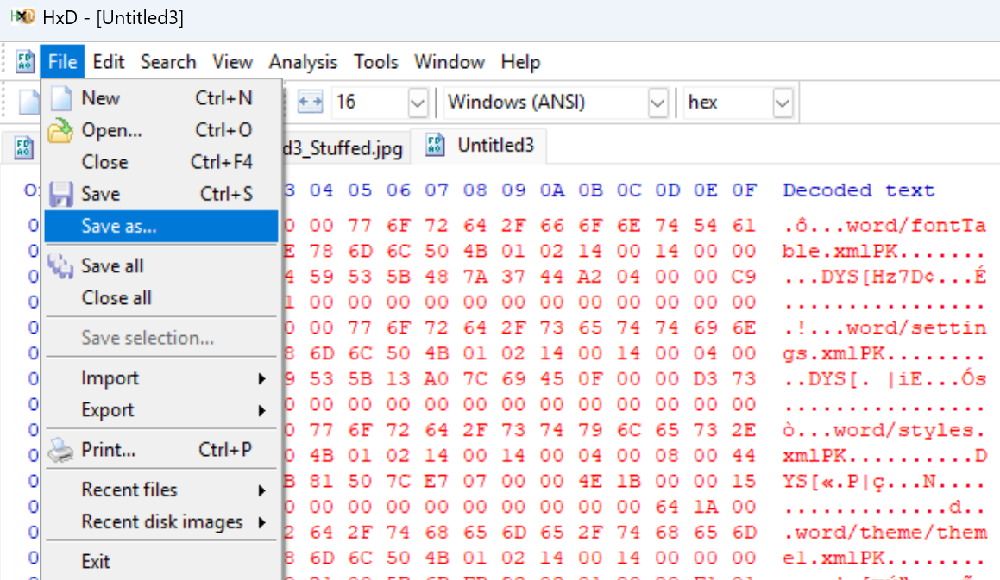 HxD - [Untitled3]
File Edit Search View Analysis Tools Window Help
New Ctrl+N
16 Windows (ANSI) hex
Open... Ctrl+O
Close Ctrl+F4
d3_Stuffed.jpg Untitled3
Save Ctrl+S
3 04 05 06 07 08 09 0A 0B 0C 0D 0E 0F Decoded text
Save as...
0 0 00 77 6F 72 64 2F 66 6F 6E 74 54 61 .ô...word/fontTa
0 E 78 6D 6C 50 4B 01 02 14 00 14 00 00 ble.xmlPK.......
Save all
0 4 59 53 5B 48 7A 37 44 A2 04 00 00 C9 ...DYS[Hz7D¢...É
Close all
0 1 00 00 00 00 00 00 00 00 00 00 00 00 ................
0 0 00 77 6F 72 64 2F 73 65 74 74 69 6E .!...word/settin
Save selection...
0 8 6D 6C 50 4B 01 02 14 00 14 00 04 00 gs.xmlPK........
Import
0 9 53 5B 13 A0 7C 69 45 0F 00 00 D3 73 ..DYS[. |iE...Ós
0 00 00 00 00 00 00 00 00 00 00 00 00 ................
Export
0 0 77 6F 72 64 2F 73 74 79 6C 65 73 2E ò...word/styles.
Print... Ctrl+P
0 0 4B 01 02 14 00 14 00 04 00 08 00 44 xmlPK..........D
0 B 81 50 7C E7 07 00 00 4E 1B 00 00 15 YS[«.P|ç...N....
Recent files
0 00 00 00 00 00 00 00 00 00 00 64 1A 00 .............d..
Recent disk images
0 2 64 2F 74 68 65 6D 65 2F 74 68 65 6D .word/theme/them
0 8 6D 6C 50 4B 01 02 14 00 14 00 00 00 e1.xmlPK........
Exit